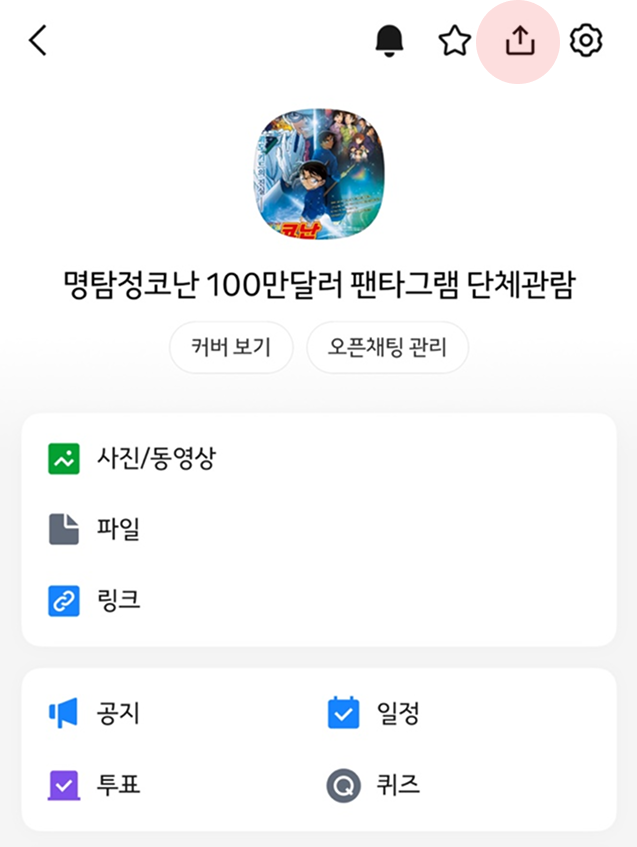 코난
명탐정코난 100만달러 팬타그램 단체관람
커버 보기 오픈채팅 관리
사진/동영상
파일
링크
공지 일정
투표 퀴즈